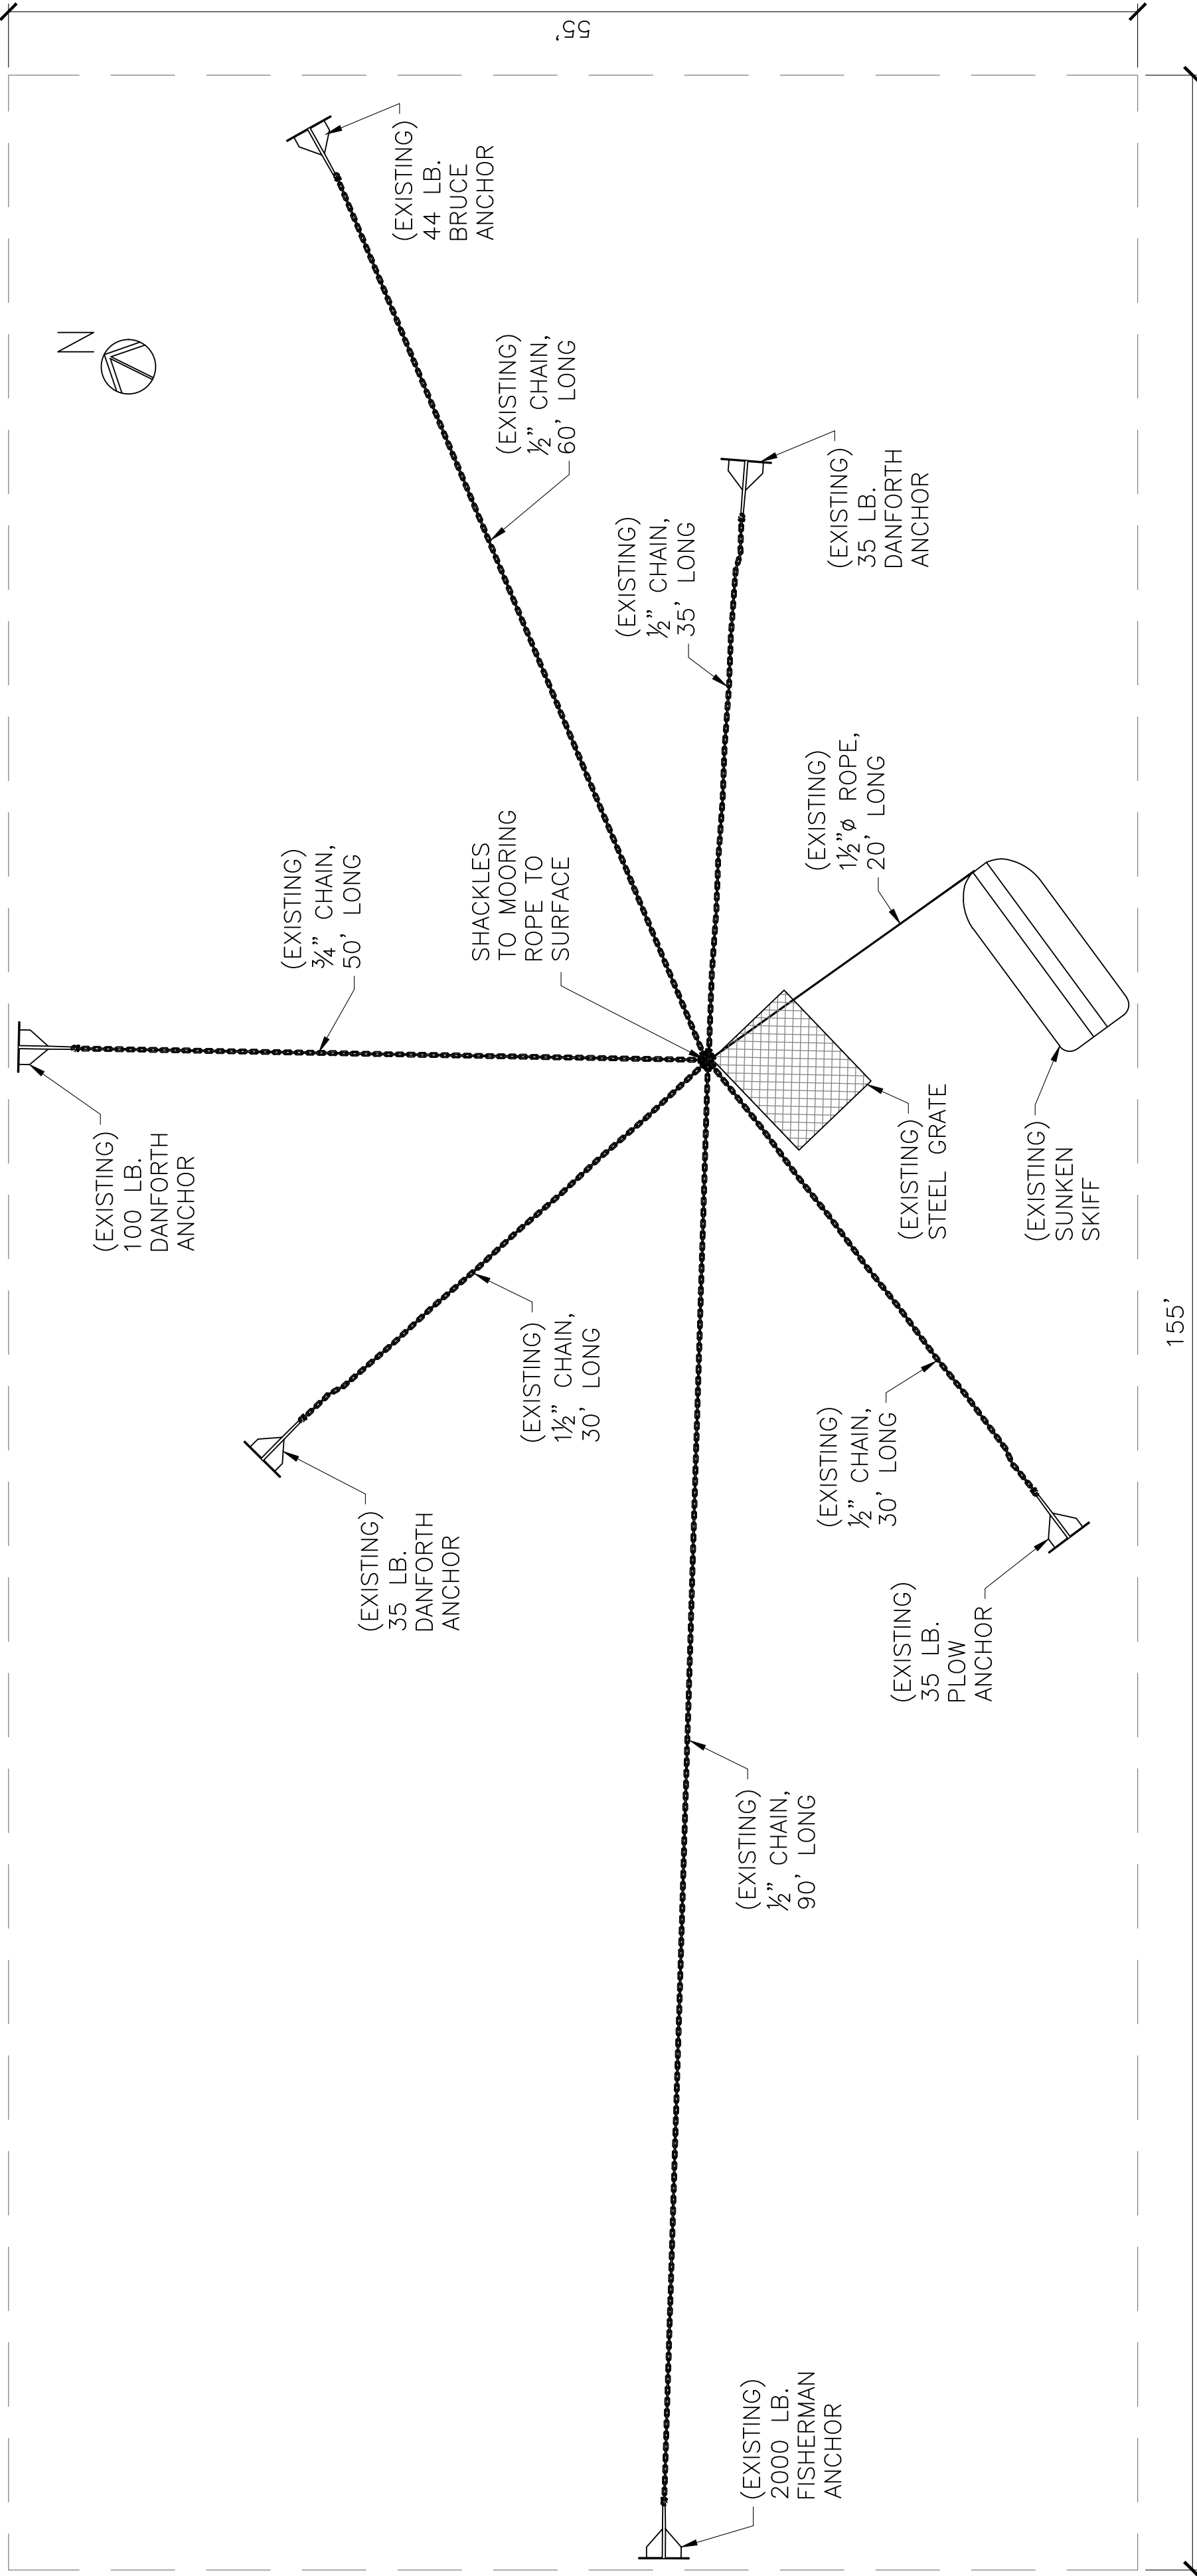 55'
(EXISTING)
44 LB.
BRUCE
ANCHOR
N
(EXISTING)
½" CHAIN,
60' LONG
(EXISTING)
35 LB.
DANFORTH
ANCHOR
(EXISTING)
½" CHAIN,
35' LONG
(EXISTING)
1½"ø ROPE,
20' LONG
SHACKLES
TO MOORING
ROPE TO
SURFACE
(EXISTING)
¾" CHAIN,
50' LONG
(EXISTING)
100 LB.
DANFORTH
ANCHOR
(EXISTING)
STEEL GRATE
(EXISTING)
SUNKEN
SKIFF
155'
(EXISTING)
1½" CHAIN,
30' LONG
(EXISTING)
½" CHAIN,
30' LONG
(EXISTING)
35 LB.
DANFORTH
ANCHOR
(EXISTING)
35 LB.
PLOW
ANCHOR
(EXISTING)
½" CHAIN,
90' LONG
(EXISTING)
2000 LB.
FISHERMAN
ANCHOR